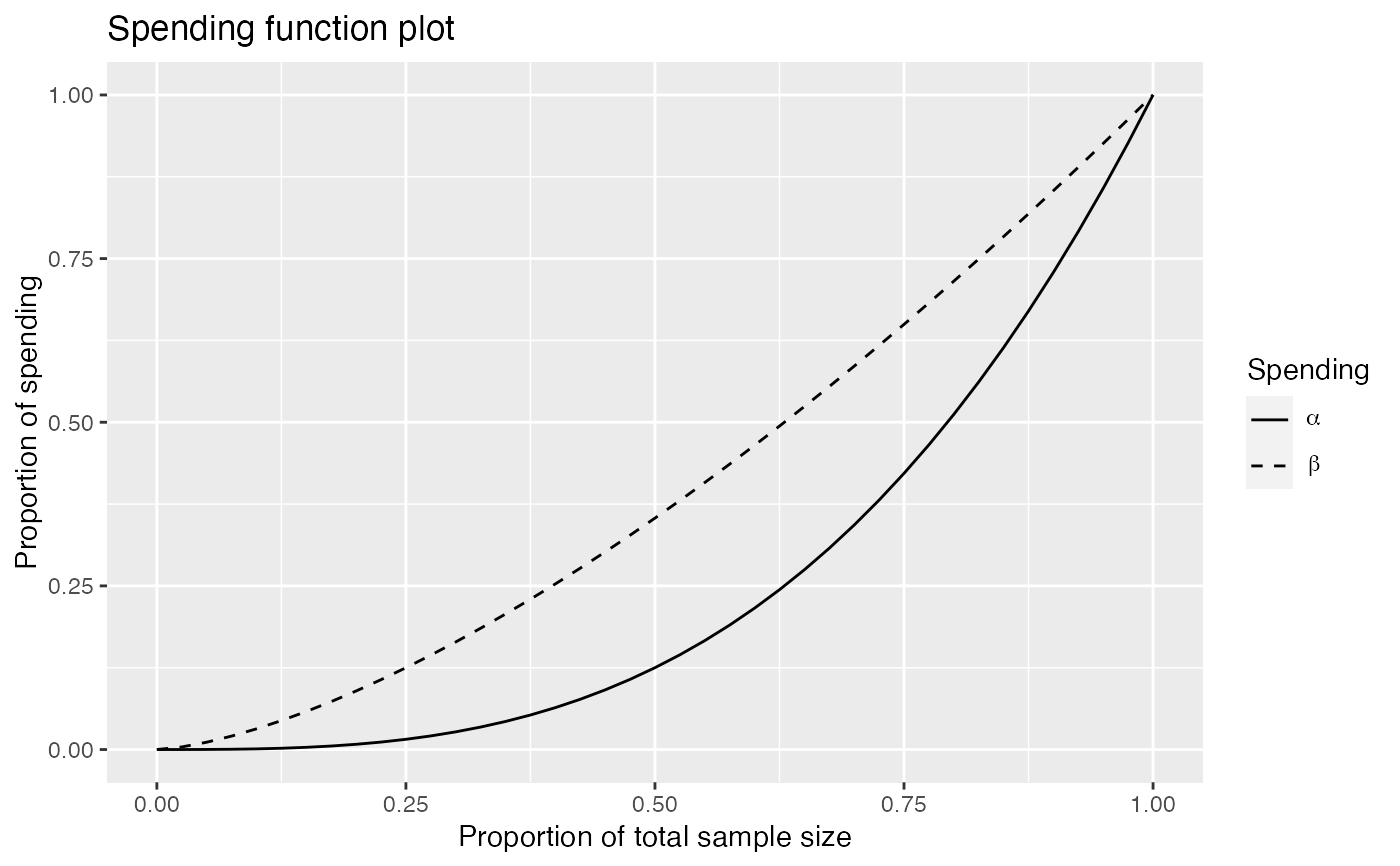 Spending function plot
Proportion of spending
1.00
0.75
0.50
0.25
0.00
0.00 0.25 0.50 0.75 1.00
Proportion of total sample size
Spending
α
β